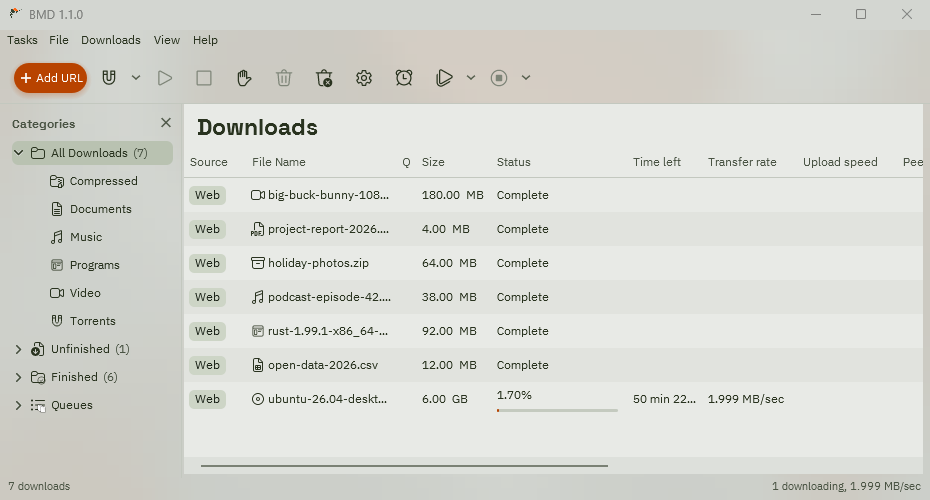 BMD 1.1.0
Tasks File Downloads View Help
+ Add URL
Categories
All Downloads (7)
Compressed
Documents
Music
Programs
Video
Torrents
Unfinished (1)
Finished (6)
Queues
Downloads
Source File Name Q Size Status Time left Transfer rate Upload speed Pee
Web big-buck-bunny-108... 180.00 MB Complete
Web project-report-2026.... 4.00 MB Complete
Web holiday-photos.zip 64.00 MB Complete
Web podcast-episode-42.... 38.00 MB Complete
Web rust-1.99.1-x86_64-... 92.00 MB Complete
Web open-data-2026.csv 12.00 MB Complete
Web ubuntu-26.04-deskt... 6.00 GB 1.70% 50 min 22... 1.999 MB/sec
7 downloads 1 downloading, 1.999 MB/sec